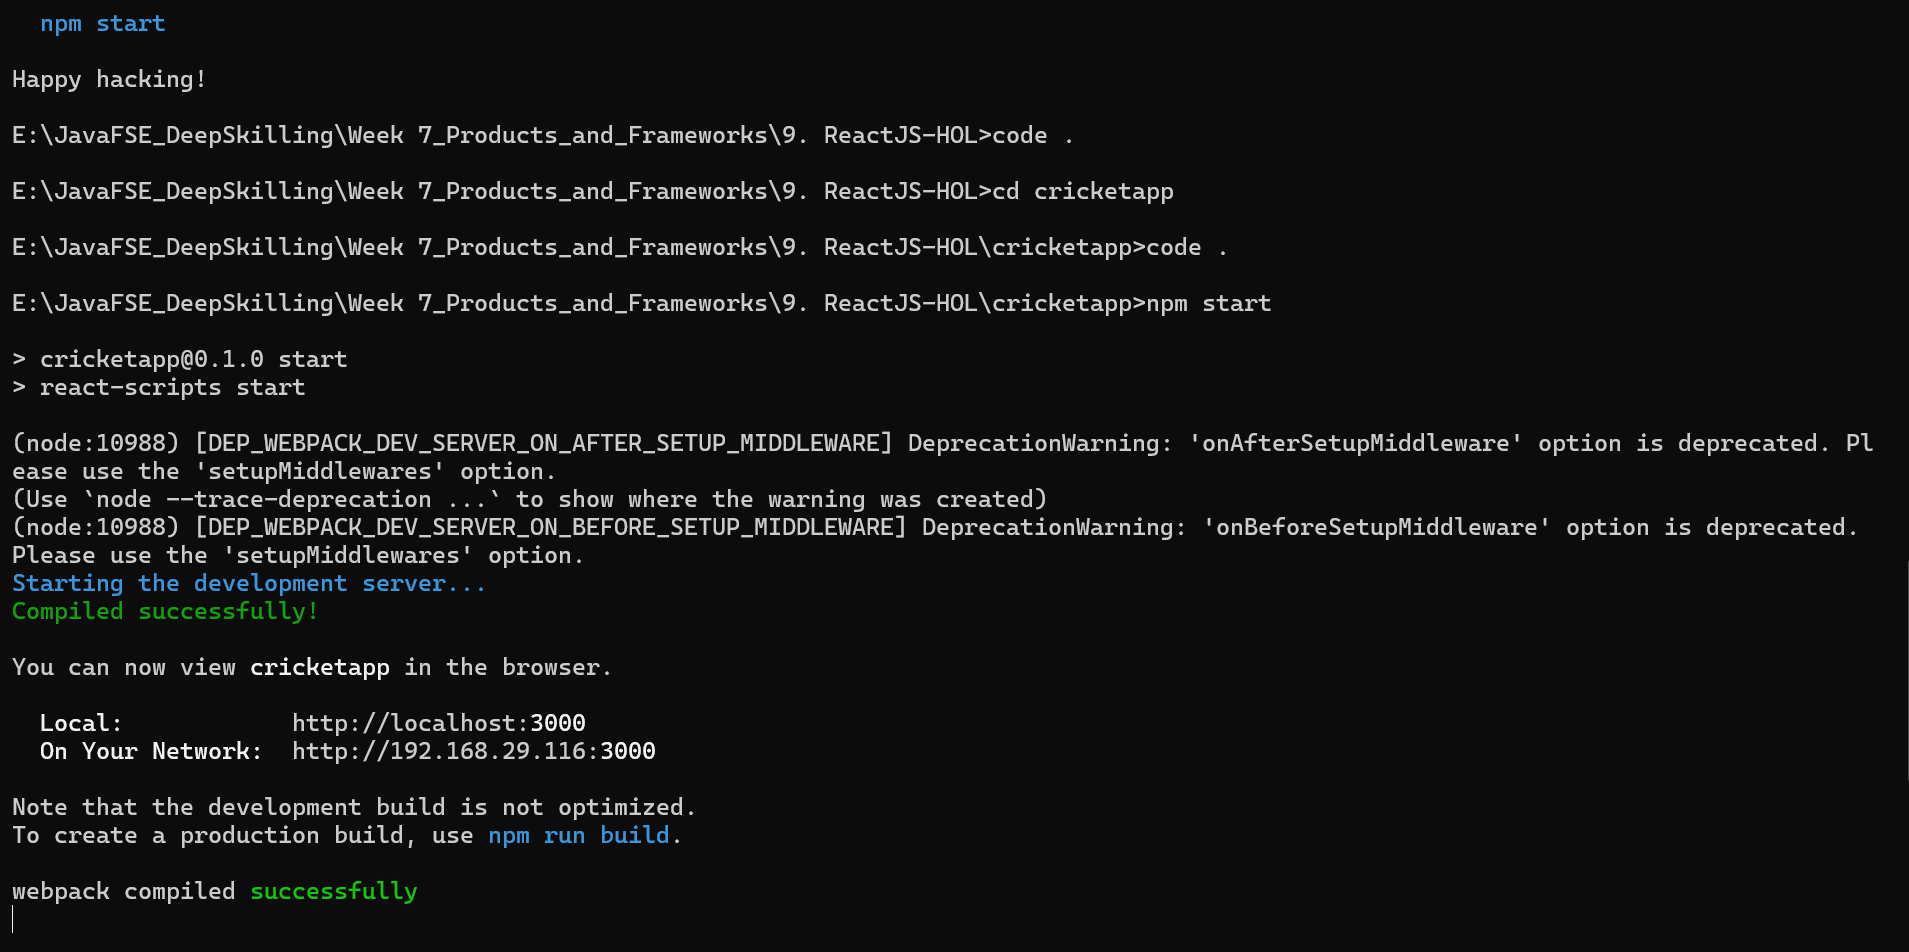 npm start
Happy hacking!
E:\JavaFSE_DeepSkilling\Week 7_Products_and_Frameworks\9. ReactJS-HOL>code .
E:\JavaFSE_DeepSkilling\Week 7_Products_and_Frameworks\9. ReactJS-HOL>cd cricketapp
E:\JavaFSE_DeepSkilling\Week 7_Products_and_Frameworks\9. ReactJS-HOL\cricketapp>code .
E:\JavaFSE_DeepSkilling\Week 7_Products_and_Frameworks\9. ReactJS-HOL\cricketapp>npm start
> cricketapp@0.1.0 start
> react-scripts start
(node:10988) [DEP_WEBPACK_DEV_SERVER_ON_AFTER_SETUP_MIDDLEWARE] DeprecationWarning: 'onAfterSetupMiddleware' option is deprecated. Pl
ease use the 'setupMiddlewares' option.
(Use `node --trace-deprecation ...` to show where the warning was created)
(node:10988) [DEP_WEBPACK_DEV_SERVER_ON_BEFORE_SETUP_MIDDLEWARE] DeprecationWarning: 'onBeforeSetupMiddleware' option is deprecated.
Please use the 'setupMiddlewares' option.
Starting the development server...
Compiled successfully!
You can now view cricketapp in the browser.
Local: http://localhost:3000
On Your Network: http://192.168.29.116:3000
Note that the development build is not optimized.
To create a production build, use npm run build.
webpack compiled successfully